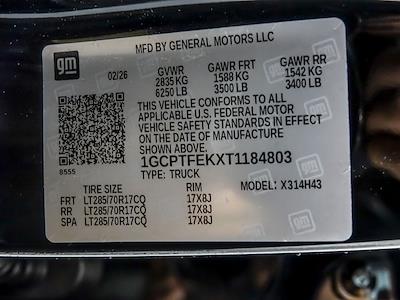 MFD BY GENERAL MOTORS LLC
gm
02/26
GVWR GAWR FRT GAWR RR
2835 KG 1588 KG 1542 KG
6250 LB 3500 LB 3400 LB
THIS VEHICLE CONFORMS TO ALL
APPLICABLE U.S. FEDERAL MOTOR
VEHICLE SAFETY STANDARDS IN EFFECT
ON THE DATE OF MANUFACTURE SHOWN ABOVE
8555
1GCPTFEKXT1184803
TYPE: TRUCK MODEL: X314H43
TIRE SIZE RIM
FRT LT285/70R17CQ 17X8J
RR LT285/70R17CQ 17X8J
SPA LT285/70R17CQ 17X8J